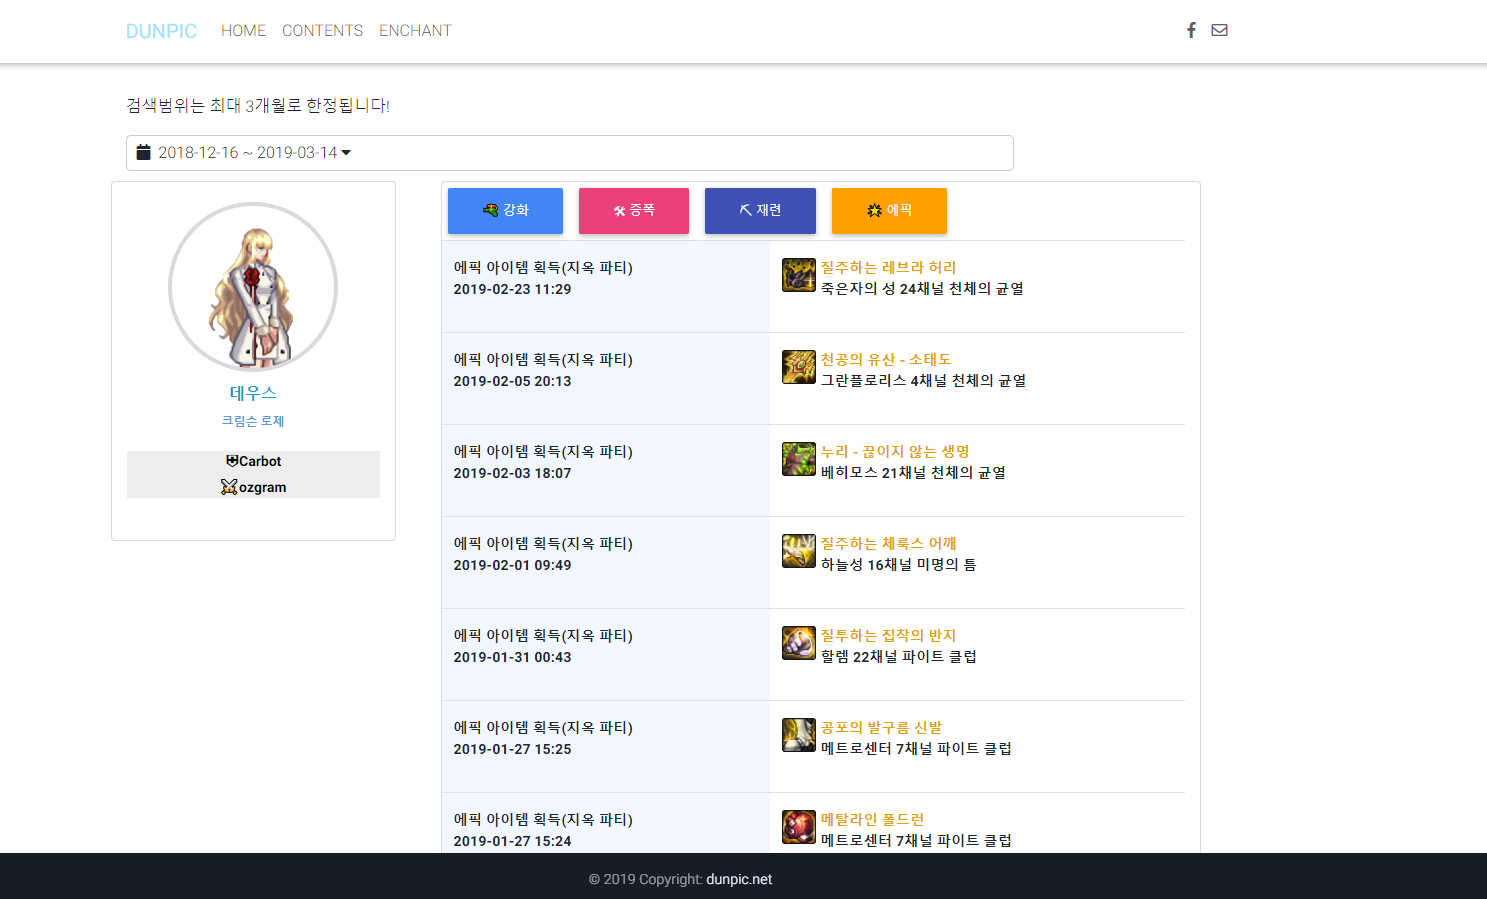 DUNPIC HOME CONTENTS ENCHANT
검색범위는 최대 3개월로 한정됩니다!
2018-12-16 ~ 2019-03-14
데우스
크림슨 로제
Carbot
ozgram
강화 증폭 재련 에픽
에픽 아이템 획득(지옥 파티)
2019-02-23 11:29
질주하는 레브라 허리
죽은자의 성 24채널 천체의 균열
에픽 아이템 획득(지옥 파티)
2019-02-05 20:13
천공의 유산 - 소태도
그란플로리스 4채널 천체의 균열
에픽 아이템 획득(지옥 파티)
2019-02-03 18:07
누리 - 끊이지 않는 생명
베히모스 21채널 천체의 균열
에픽 아이템 획득(지옥 파티)
2019-02-01 09:49
질주하는 체룩스 어깨
하늘성 16채널 미명의 틈
에픽 아이템 획득(지옥 파티)
2019-01-31 00:43
질투하는 집착의 반지
할렘 22채널 파이트 클럽
에픽 아이템 획득(지옥 파티)
2019-01-27 15:25
공포의 발구름 신발
메트로센터 7채널 파이트 클럽
에픽 아이템 획득(지옥 파티)
2019-01-27 15:24
메탈라인 폴드런
메트로센터 7채널 파이트 클럽
© 2019 Copyright: dunpic.net